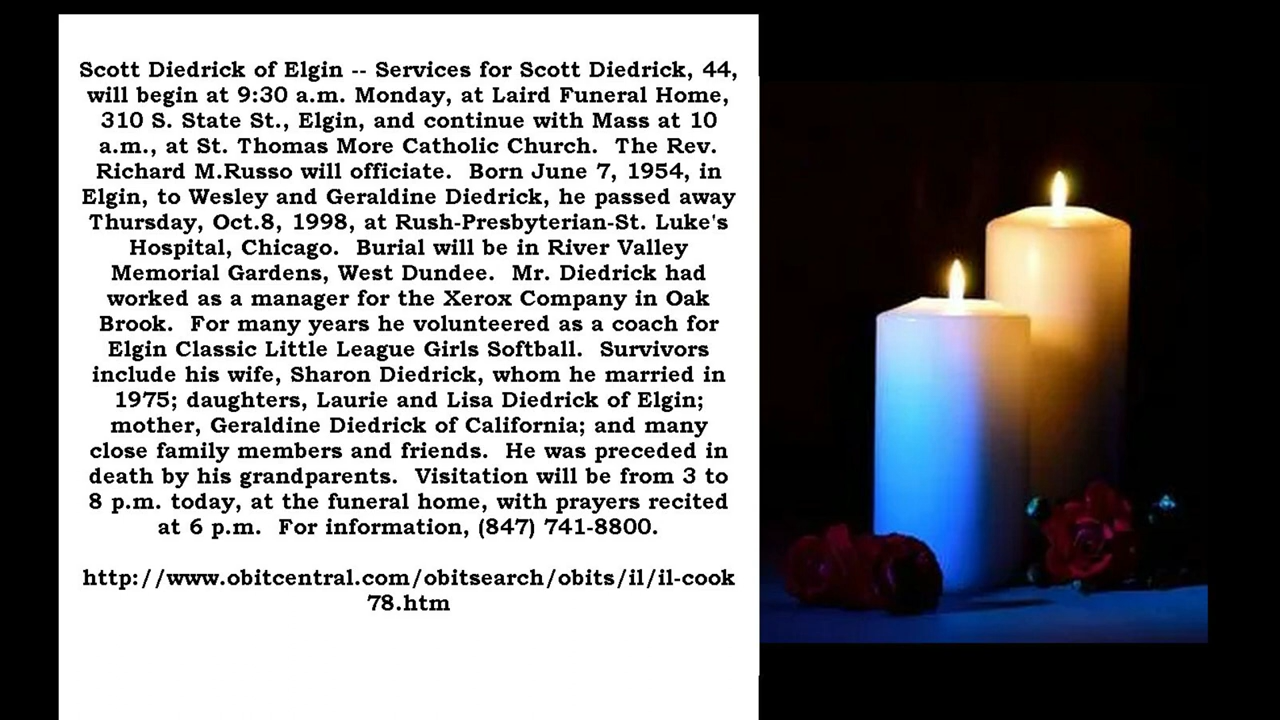 Scott Diedrick of Elgin -- Services for Scott Diedrick, 44,
will begin at 9:30 a.m. Monday, at Laird Funeral Home,
310 S. State St., Elgin, and continue with Mass at 10
a.m., at St. Thomas More Catholic Church.  The Rev.
Richard M.Russo will officiate.  Born June 7, 1954, in
Elgin, to Wesley and Geraldine Diedrick, he passed away
Thursday, Oct.8, 1998, at Rush-Presbyterian-St. Luke's
Hospital, Chicago.  Burial will be in River Valley
Memorial Gardens, West Dundee.  Mr. Diedrick had
worked as a manager for the Xerox Company in Oak
Brook.  For many years he volunteered as a coach for
Elgin Classic Little League Girls Softball.  Survivors
include his wife, Sharon Diedrick, whom he married in
1975; daughters, Laurie and Lisa Diedrick of Elgin;
mother, Geraldine Diedrick of California; and many
close family members and friends.  He was preceded in
death by his grandparents.  Visitation will be from 3 to
8 p.m. today, at the funeral home, with prayers recited
at 6 p.m.  For information, (847) 741-8800.
http://www.obitcentral.com/obitsearch/obits/il/il-cook
78.htm